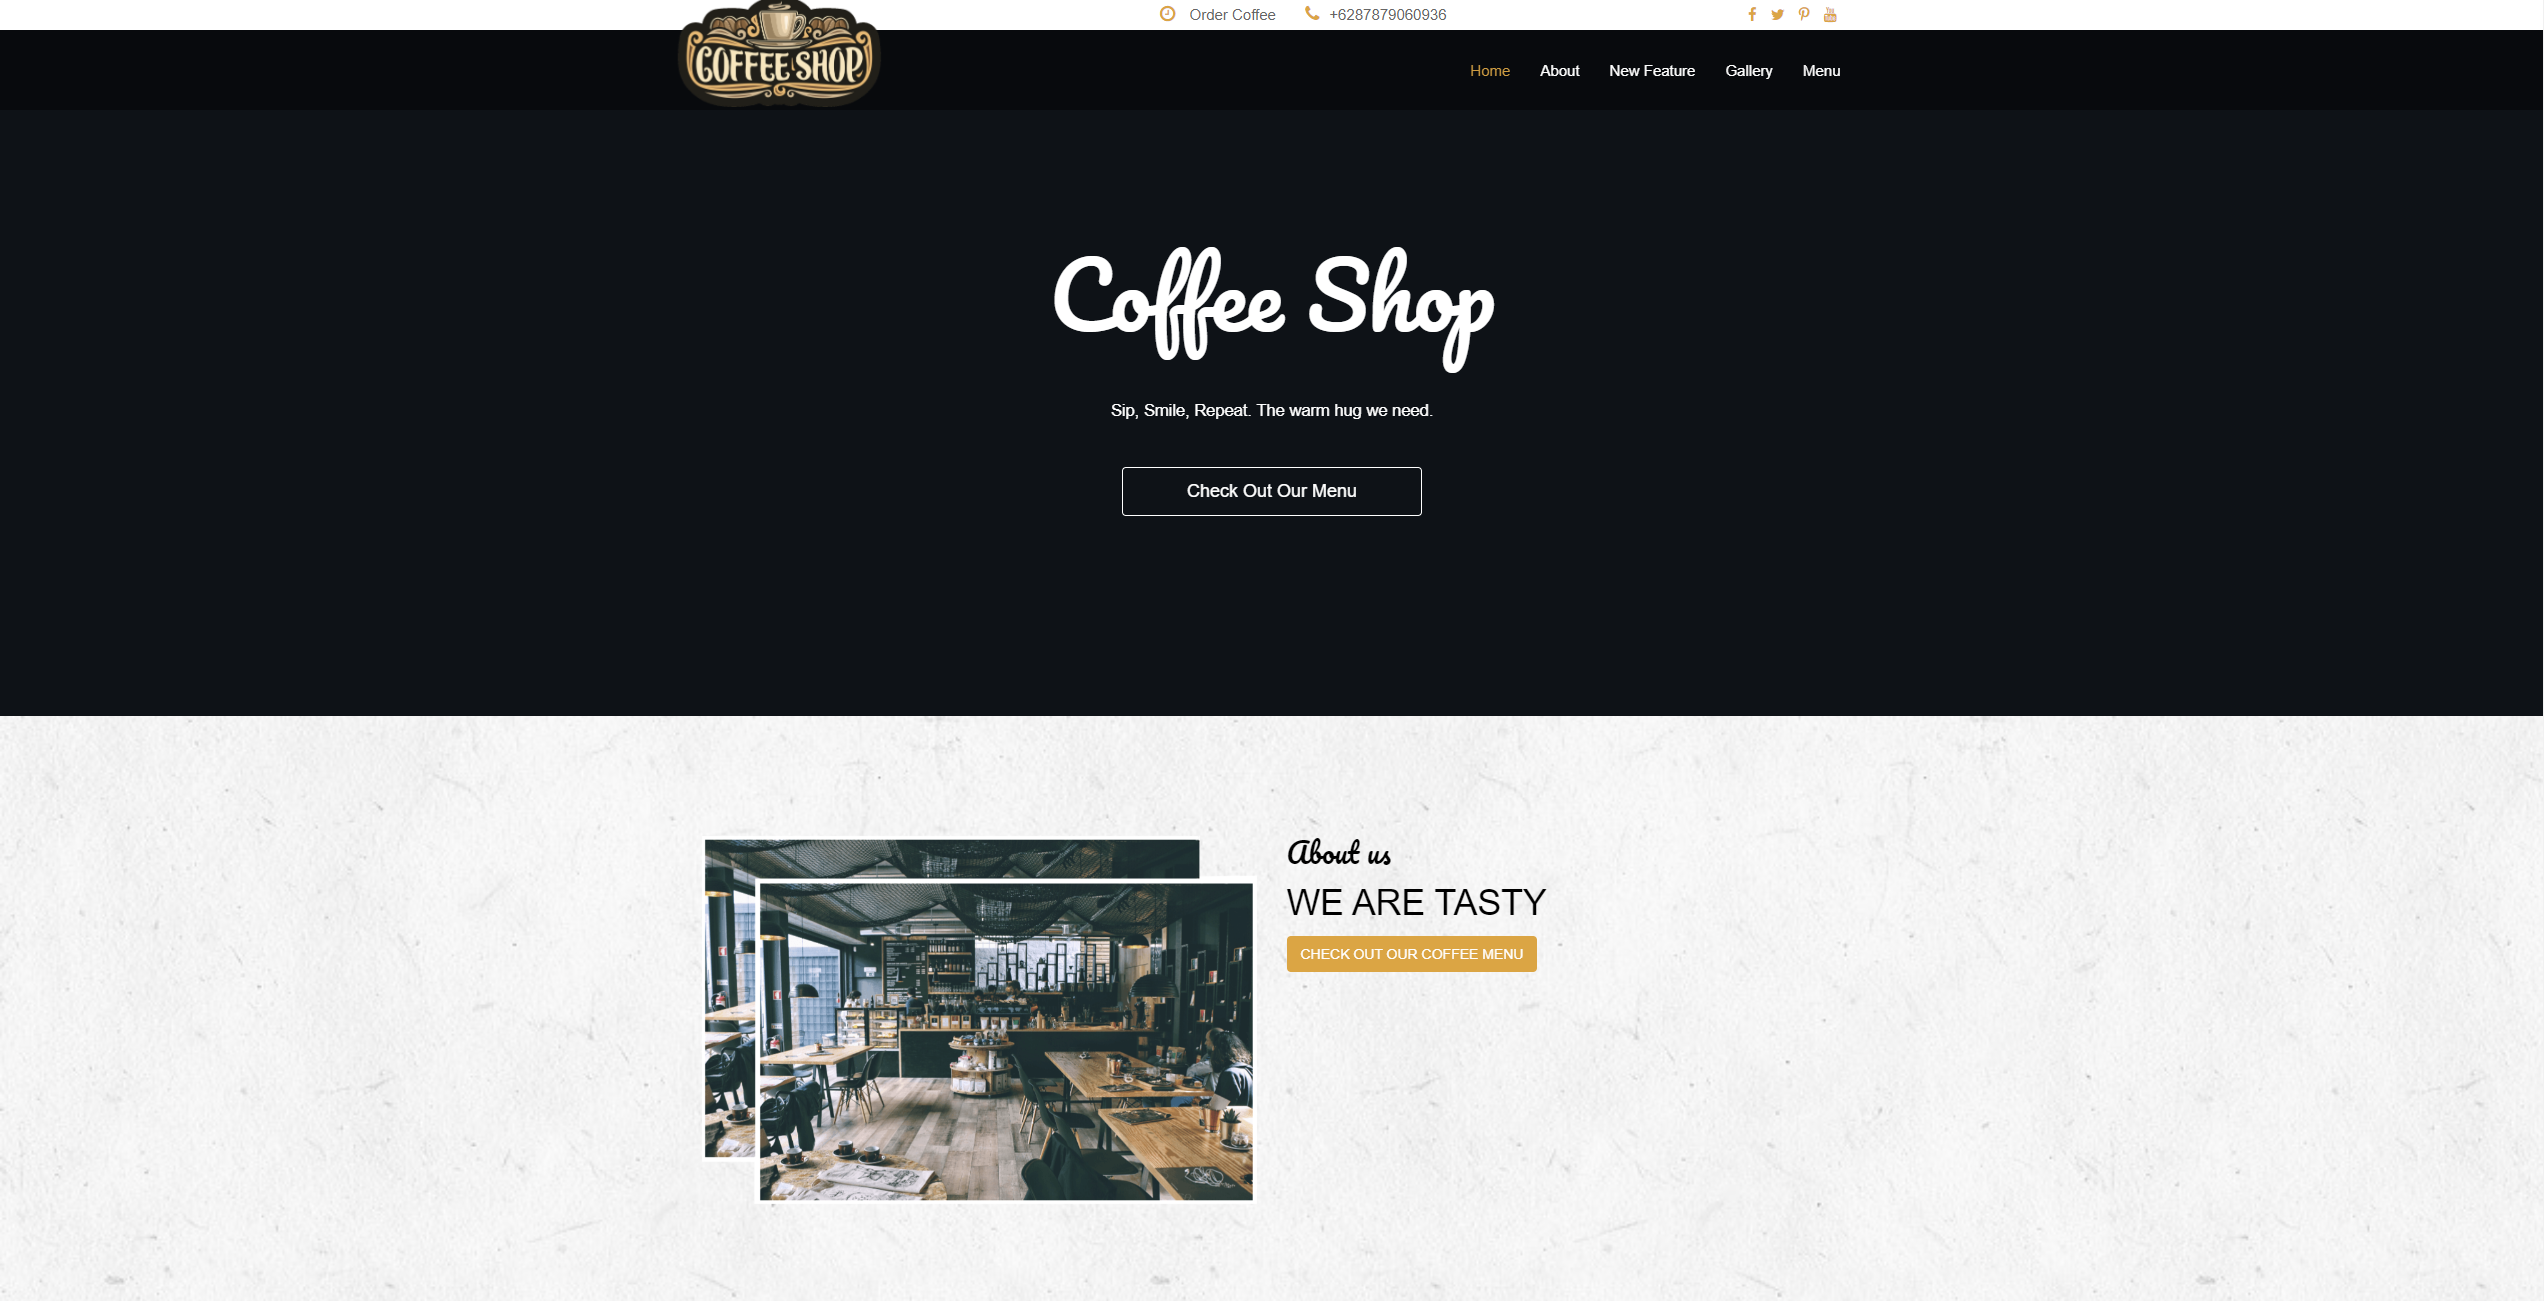 COFFEE SHOP
Order Coffee
+6287879060936
Home
About
New Feature
Gallery
Menu
Coffee Shop
Sip, Smile, Repeat. The warm hug we need.
Check Out Our Menu
About us
WE ARE TASTY
CHECK OUT OUR COFFEE MENU